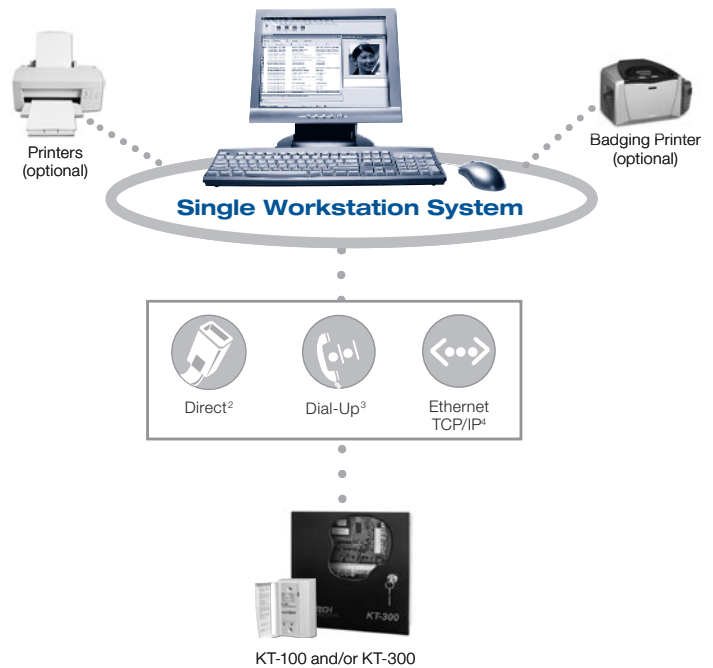 Printers
(optional)
Badging Printer
(optional)
Single Workstation System
Direct²
Dial-Up³
Ethernet
TCP/IP⁴
KT-300
KT-100 and/or KT-300